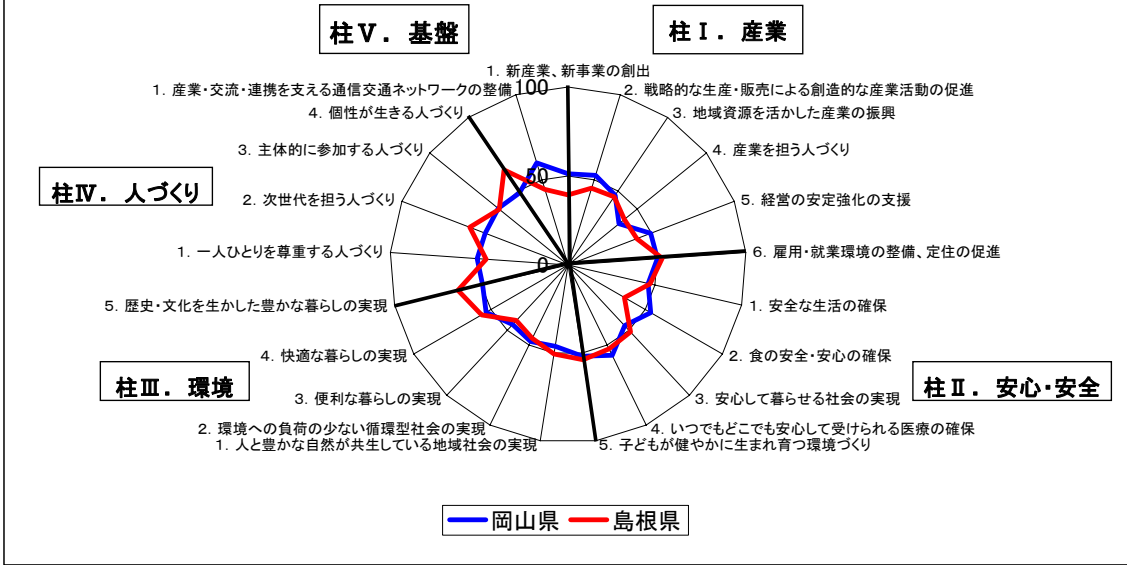 柱Ⅴ．基盤
柱Ⅰ．産業
1．新産業、新事業の創出
1．産業・交流・連携を支える通信交通ネットワークの整備
100
2．戦略的な生産・販売による創造的な産業活動の促進
4．個性が生きる人づくり
3．地域資源を活かした産業の振興
3．主体的に参加する人づくり
4．産業を担う人づくり
50
柱Ⅳ．人づくり
2．次世代を担う人づくり
5．経営の安定強化の支援
1．一人ひとりを尊重する人づくり
0
6．雇用・就業環境の整備、定住の促進
5．歴史・文化を生かした豊かな暮らしの実現
1．安全な生活の確保
4．快適な暮らしの実現
2．食の安全・安心の確保
柱Ⅲ．環境
柱Ⅱ．安心・安全
3．便利な暮らしの実現
3．安心して暮らせる社会の実現
2．環境への負荷の少ない循環型社会の実現
4．いつでもどこでも安心して受けられる医療の確保
1．人と豊かな自然が共生している地域社会の実現
5．子どもが健やかに生まれ育つ環境づくり
岡山県
島根県